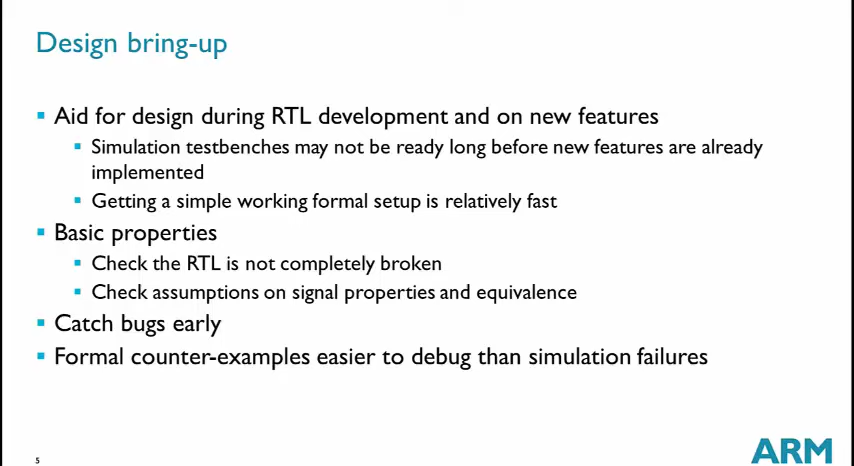 Design bring-up
▪ Aid for design during RTL development and on new features
▪ Simulation testbenches may not be ready long before new features are already
implemented
▪ Getting a simple working formal setup is relatively fast
▪ Basic properties
▪ Check the RTL is not completely broken
▪ Check assumptions on signal properties and equivalence
▪ Catch bugs early
▪ Formal counter-examples easier to debug than simulation failures
5
ARM